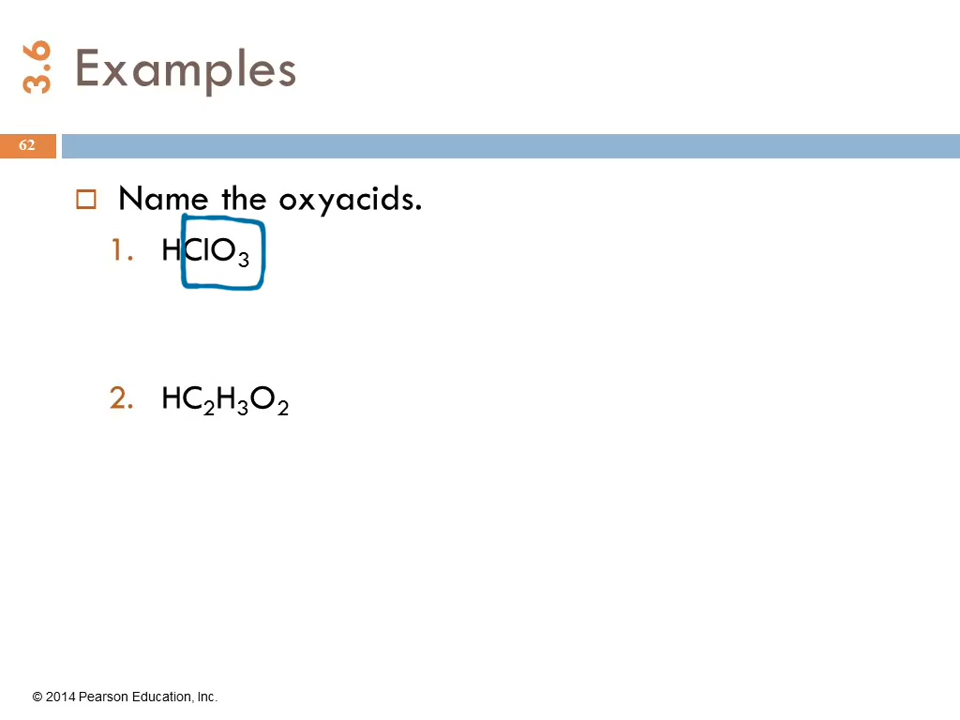 3.6
Examples
62
Name the oxyacids.
1. HClO₃
2. HC₂H₃O₂
© 2014 Pearson Education, Inc.